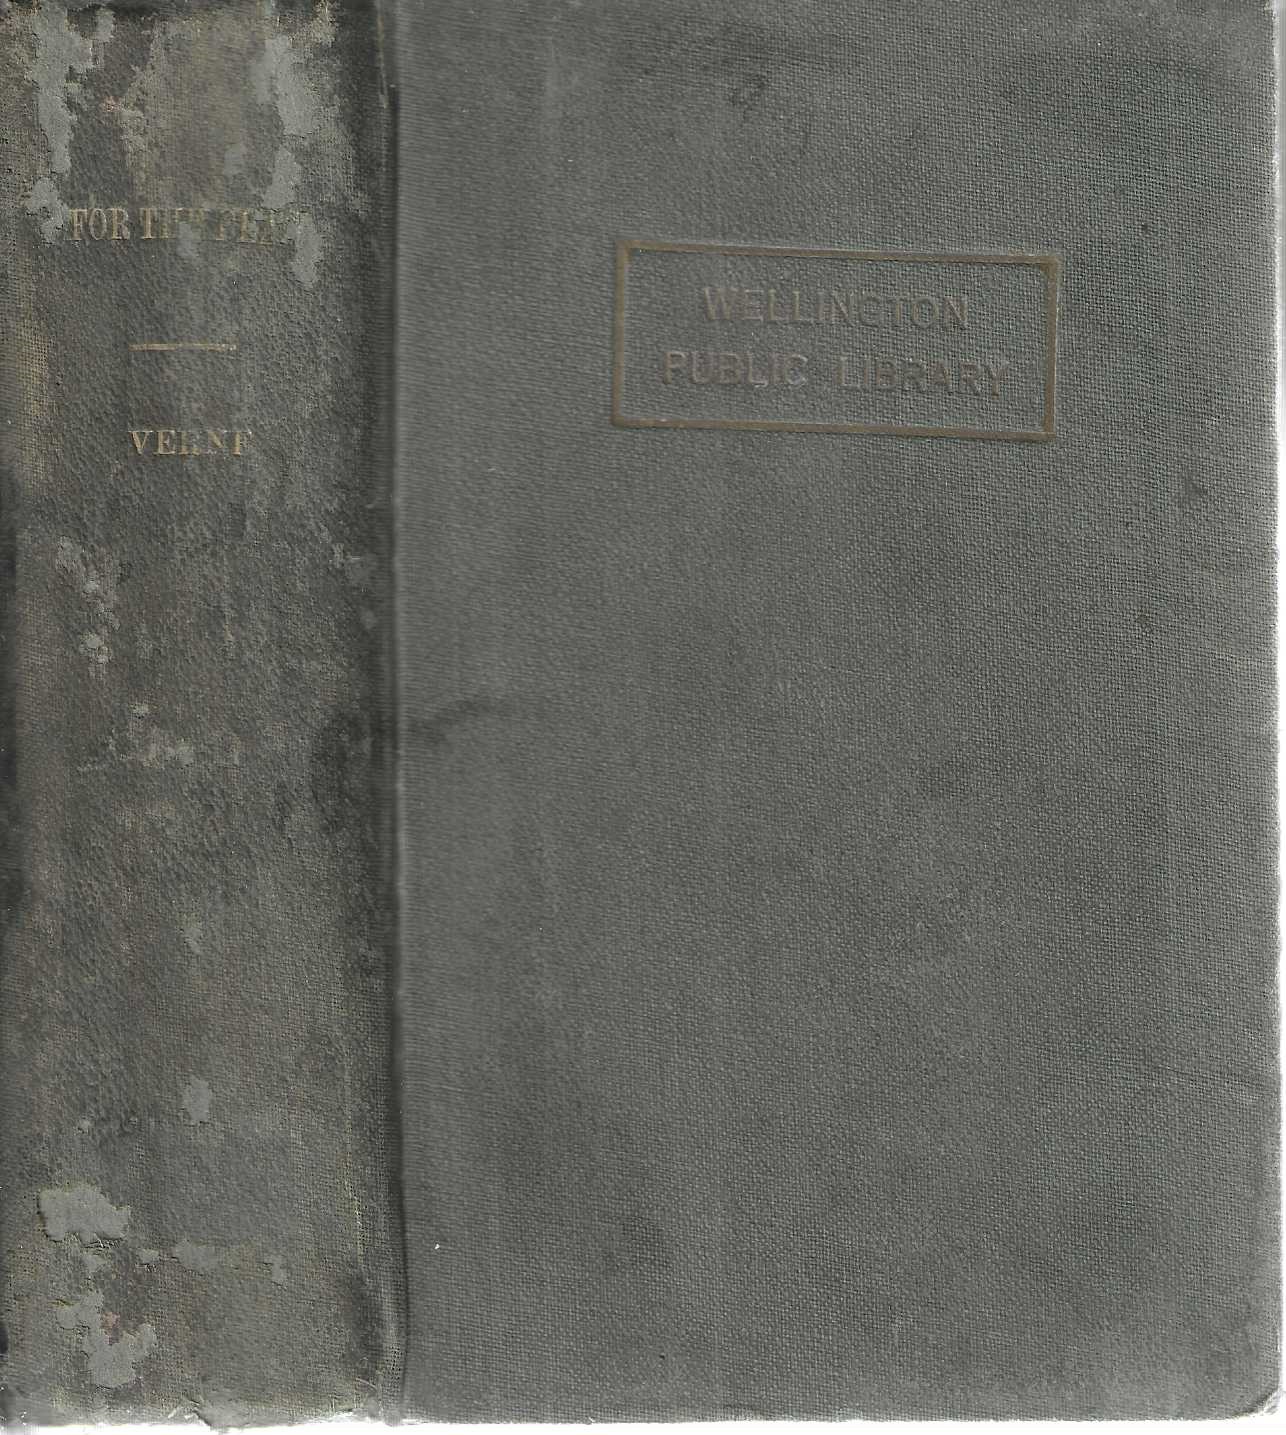 FOR THE FLAG
VERNE
WELLINGTON
PUBLIC LIBRARY